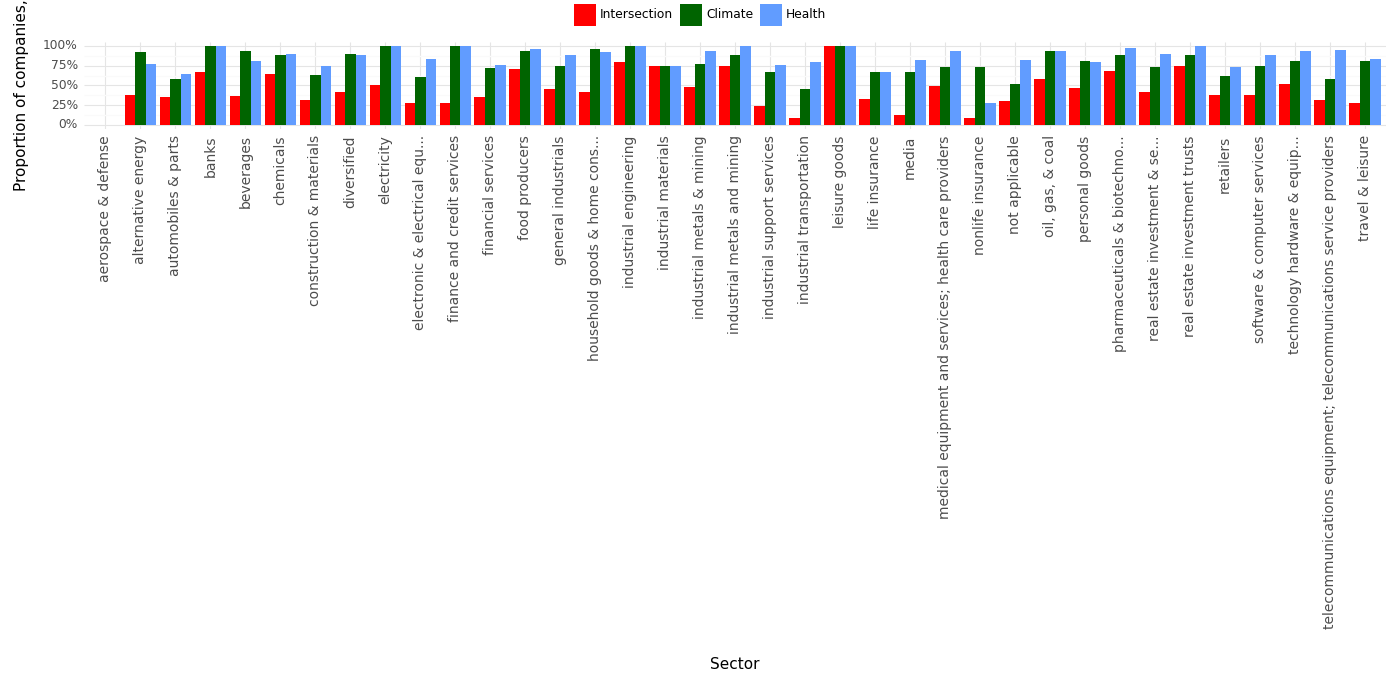 Intersection Climate Health
Proportion of companies,
100%
75%
50%
25%
0%
aerospace & defense
alternative energy
automobiles & parts
banks
beverages
chemicals
construction & materials
diversified
electricity
electronic & electrical equ...
finance and credit services
financial services
food producers
general industrials
household goods & home cons...
industrial engineering
industrial materials
industrial metals & mining
industrial metals and mining
industrial support services
industrial transportation
leisure goods
life insurance
media
medical equipment and services; health care providers
nonlife insurance
not applicable
oil, gas, & coal
personal goods
pharmaceuticals & biotechno...
real estate investment & se...
real estate investment trusts
retailers
software & computer services
technology hardware & equip...
telecommunications equipment; telecommunications service providers
travel & leisure
Sector